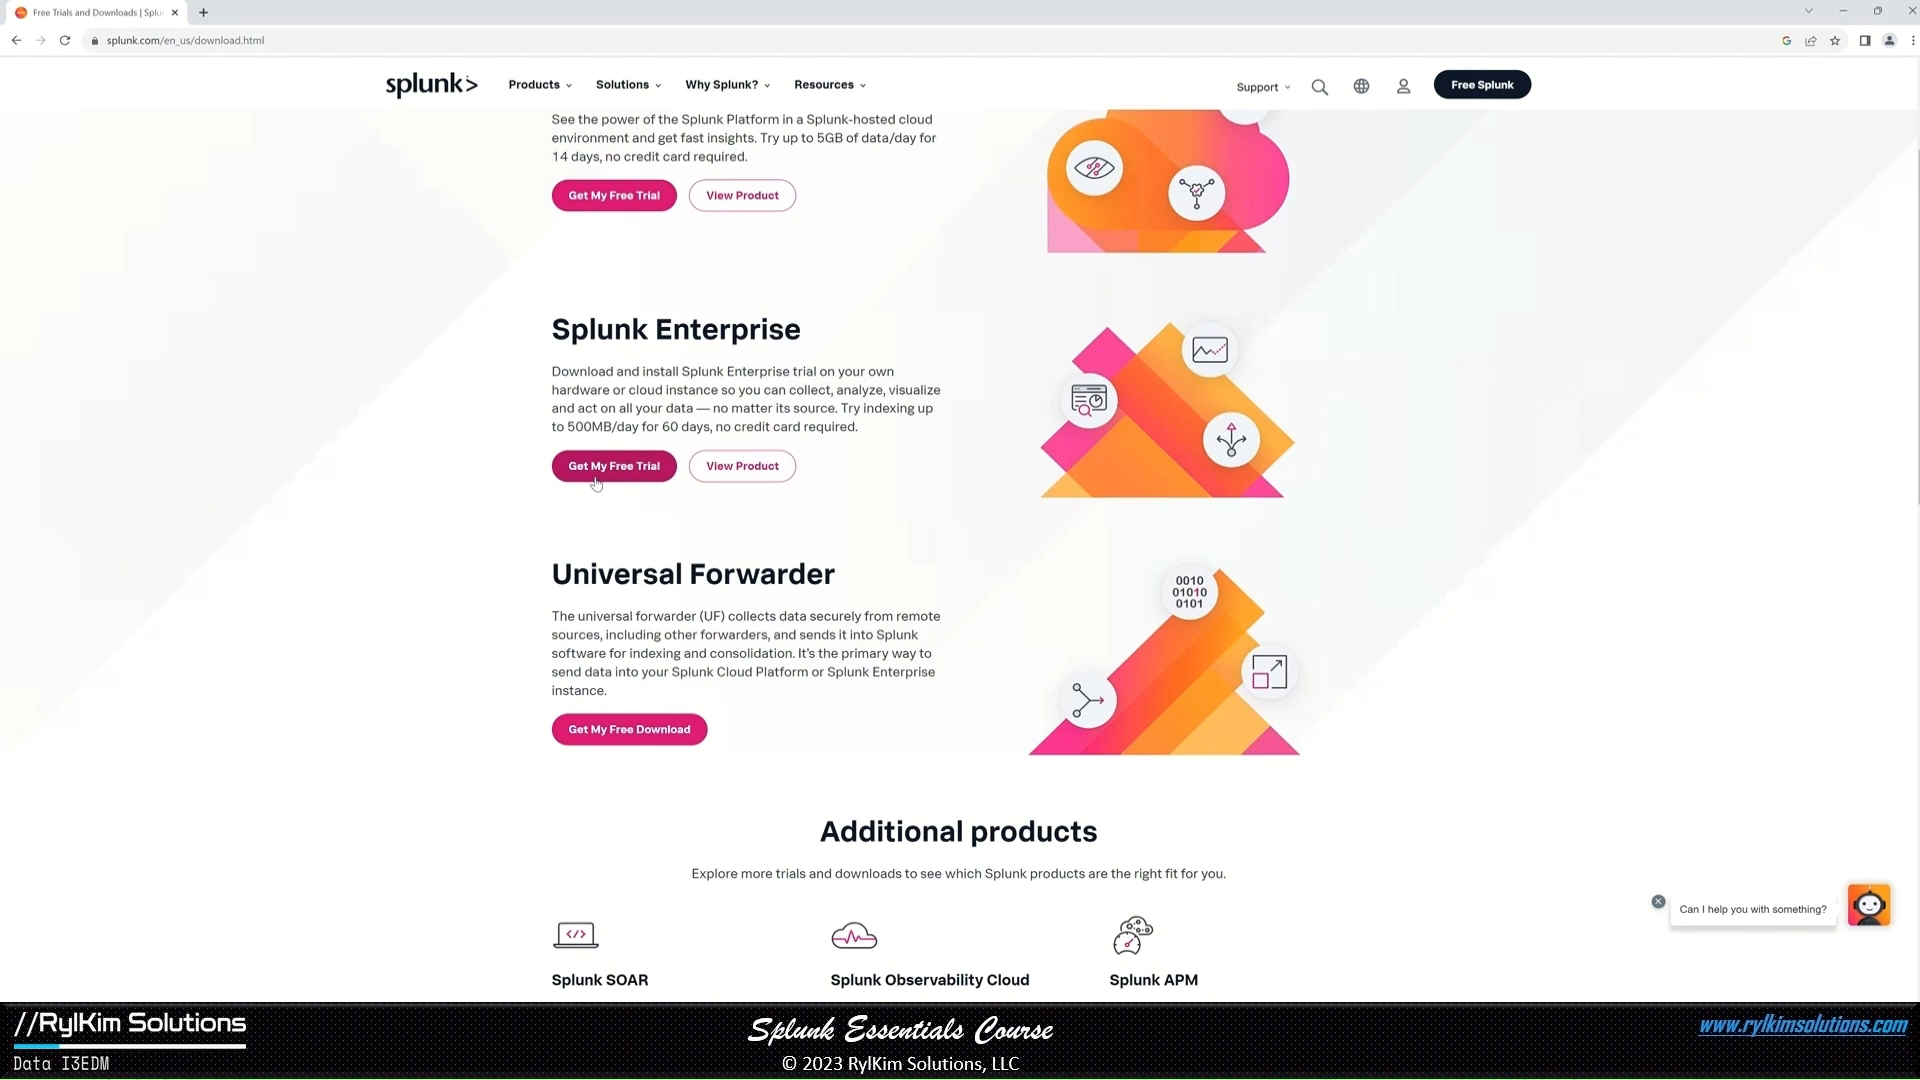 Free Trials and Downloads | Splu
splunk.com/en_us/download.html
splunk>
Products
Solutions
Why Splunk?
Resources
Support
Free Splunk
See the power of the Splunk Platform in a Splunk-hosted cloud
environment and get fast insights. Try up to 5GB of data/day for
14 days, no credit card required.
Get My Free Trial
View Product
Splunk Enterprise
Download and install Splunk Enterprise trial on your own
hardware or cloud instance so you can collect, analyze, visualize
and act on all your data — no matter its source. Try indexing up
to 500MB/day for 60 days, no credit card required.
Get My Free Trial
View Product
Universal Forwarder
The universal forwarder (UF) collects data securely from remote
sources, including other forwarders, and sends it into Splunk
software for indexing and consolidation. It's the primary way to
send data into your Splunk Cloud Platform or Splunk Enterprise
instance.
Get My Free Download
0010
01010
0101
Additional products
Explore more trials and downloads to see which Splunk products are the right fit for you.
Can I help you with something?
Splunk SOAR
Splunk Observability Cloud
Splunk APM
//RylKim Solutions
Data I3EDM
Splunk Essentials Course
© 2023 RylKim Solutions, LLC
www.rylkimsolutions.com